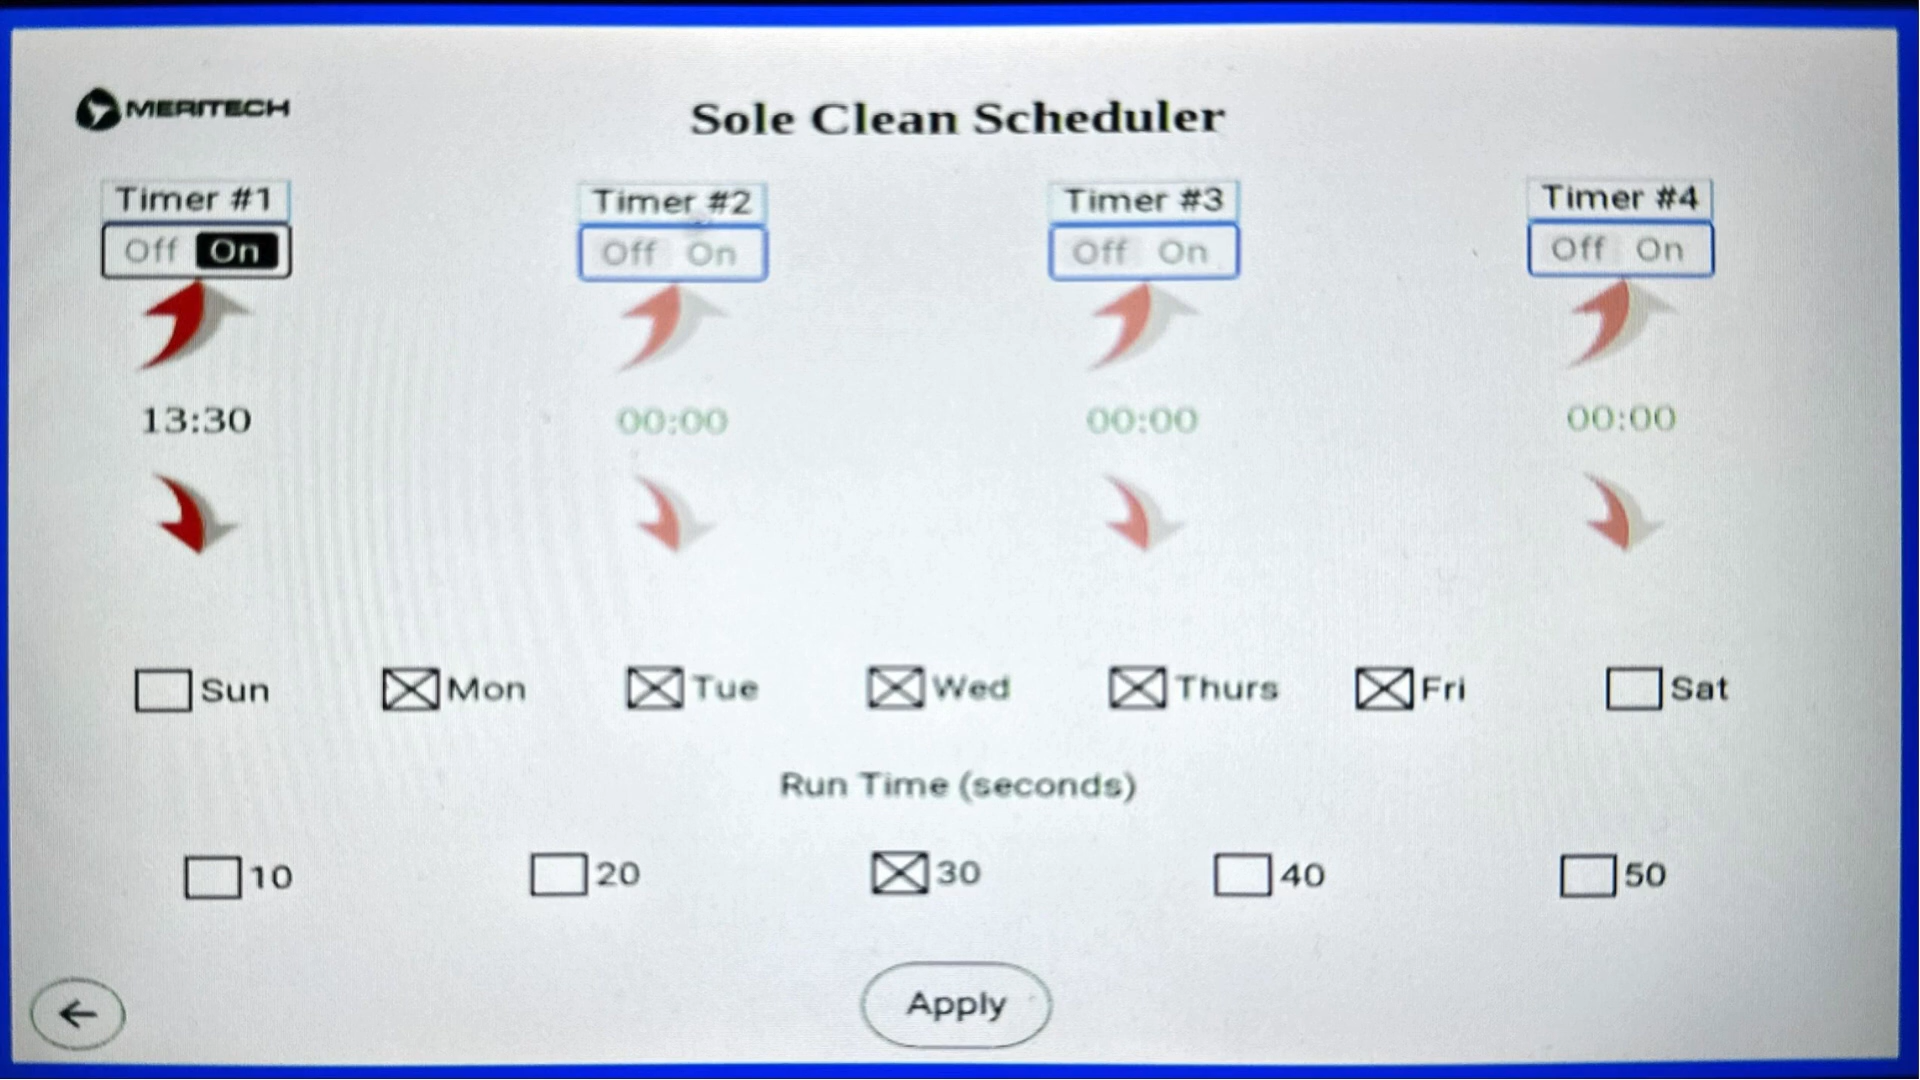 MERITECH
Sole Clean Scheduler
Timer #1 Timer #2 Timer #3 Timer #4
Off On Off On Off On Off On
13:30 00:00 00:00 00:00
Sun Mon Tue Wed Thurs Fri Sat
Run Time (seconds)
10 20 30 40 50
Apply